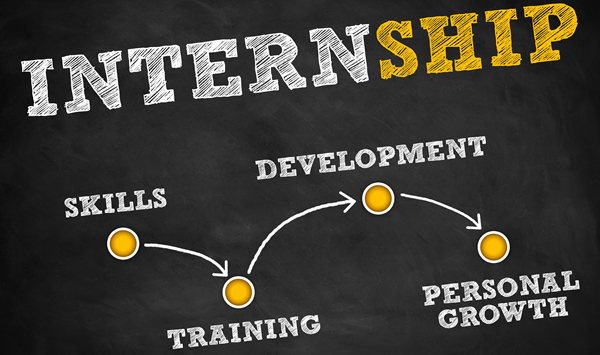 INTERNSHIP
DEVELOPMENT
SKILLS
TRAINING
PERSONAL
GROWTH